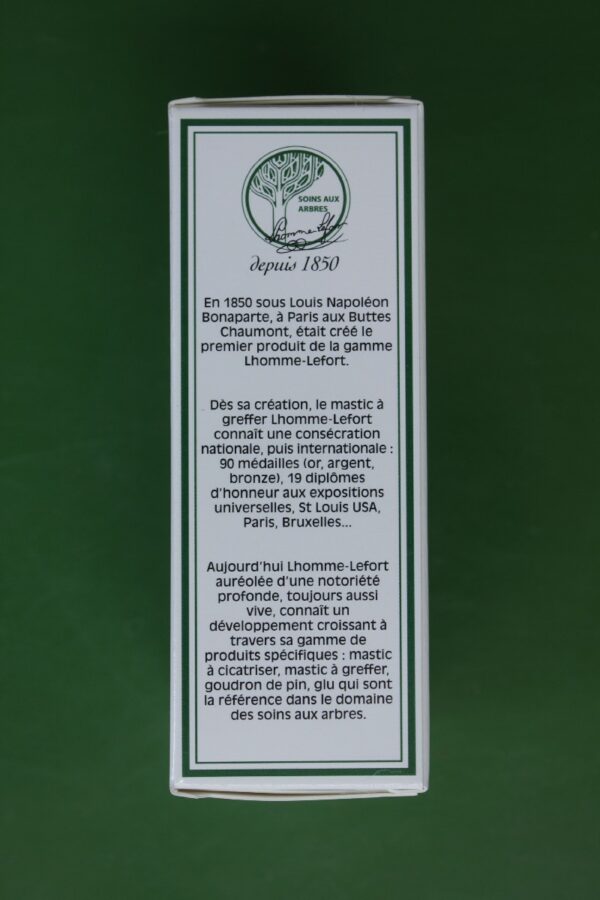 SOINS AUX
ARBRES
Lhomme-Lefort
depuis 1850
En 1850 sous Louis Napoléon
Bonaparte, à Paris aux Buttes
Chaumont, était créé le
premier produit de la gamme
Lhomme-Lefort.
Dès sa création, le mastic à
greffer Lhomme-Lefort
connaît une consécration
nationale, puis internationale :
90 médailles (or, argent,
bronze), 19 diplômes
d'honneur aux expositions
universelles, St Louis USA,
Paris, Bruxelles...
Aujourd'hui Lhomme-Lefort
auréolée d'une notoriété
profonde, toujours aussi
vive, connaît un
développement croissant à
travers sa gamme de
produits spécifiques : mastic
à cicatriser, mastic à greffer,
goudron de pin, glu qui sont
la référence dans le domaine
des soins aux arbres.